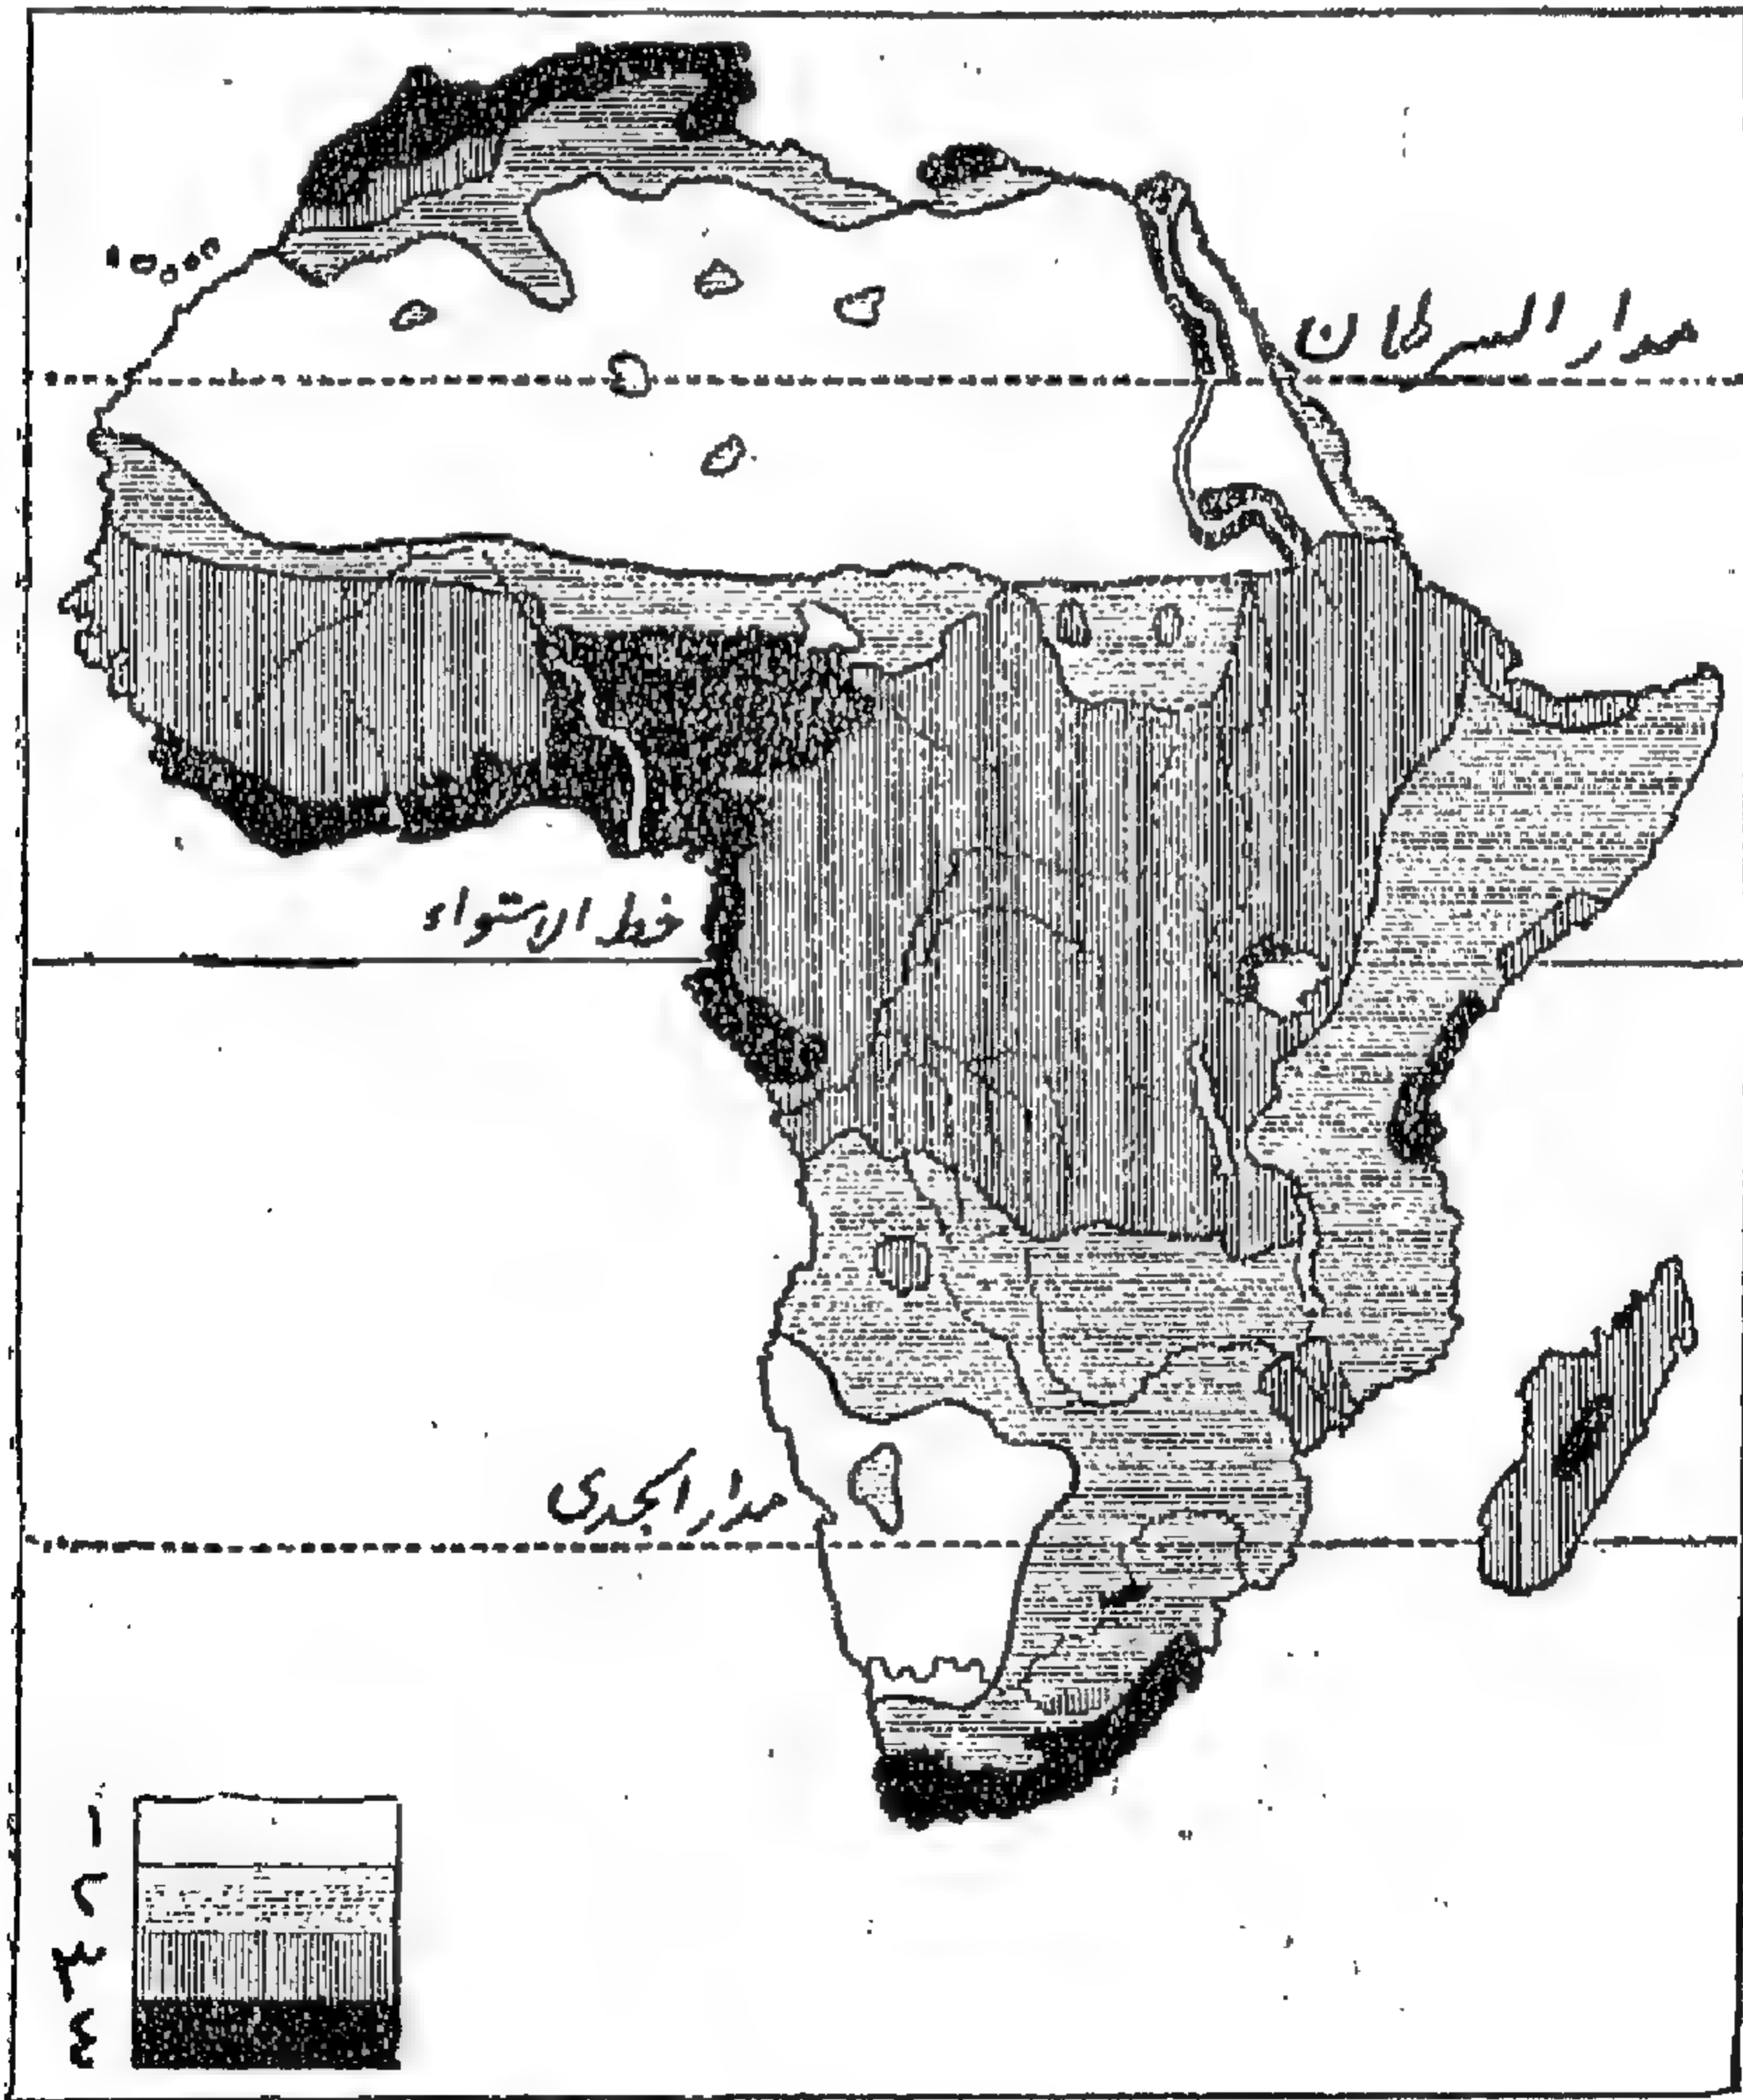 مدار السرطان
خط الاستواء
مدار الجدى
١
٢
٣
٤